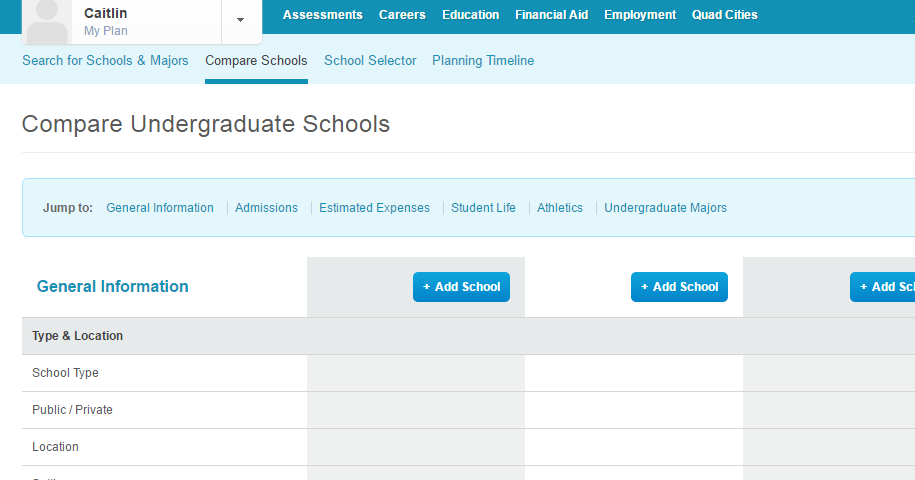 Caitlin
My Plan
Assessments Careers Education Financial Aid Employment Quad Cities
Search for Schools & Majors Compare Schools School Selector Planning Timeline
Compare Undergraduate Schools
Jump to: General Information Admissions Estimated Expenses Student Life Athletics Undergraduate Majors
General Information + Add School + Add School + Add Sc
Type & Location
School Type
Public / Private
Location